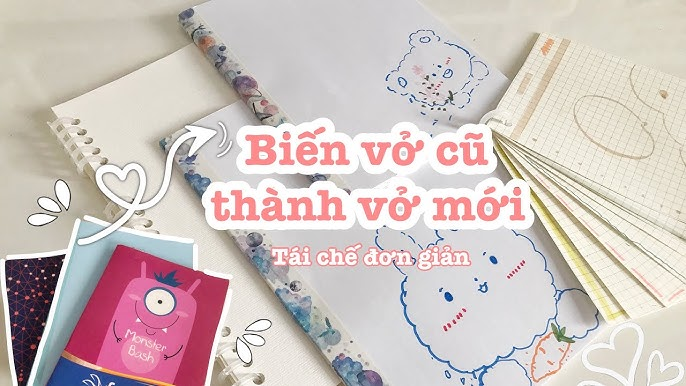 Biến vở cũ
thành vở mới
Tái chế đơn giản
Monster
Bash